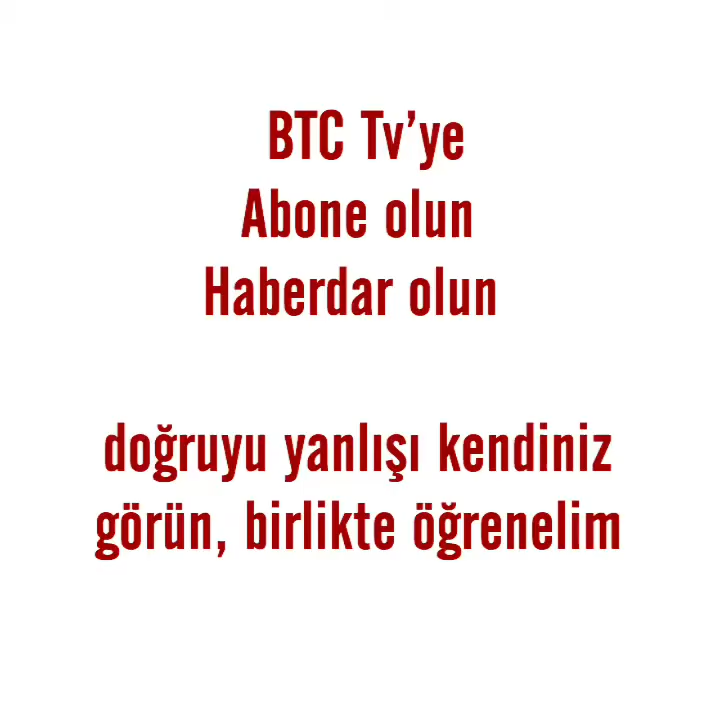 BTC Tv’ye
Abone olun
Haberdar olun
doğruyu yanlışı kendiniz
görün, birlikte öğrenelim